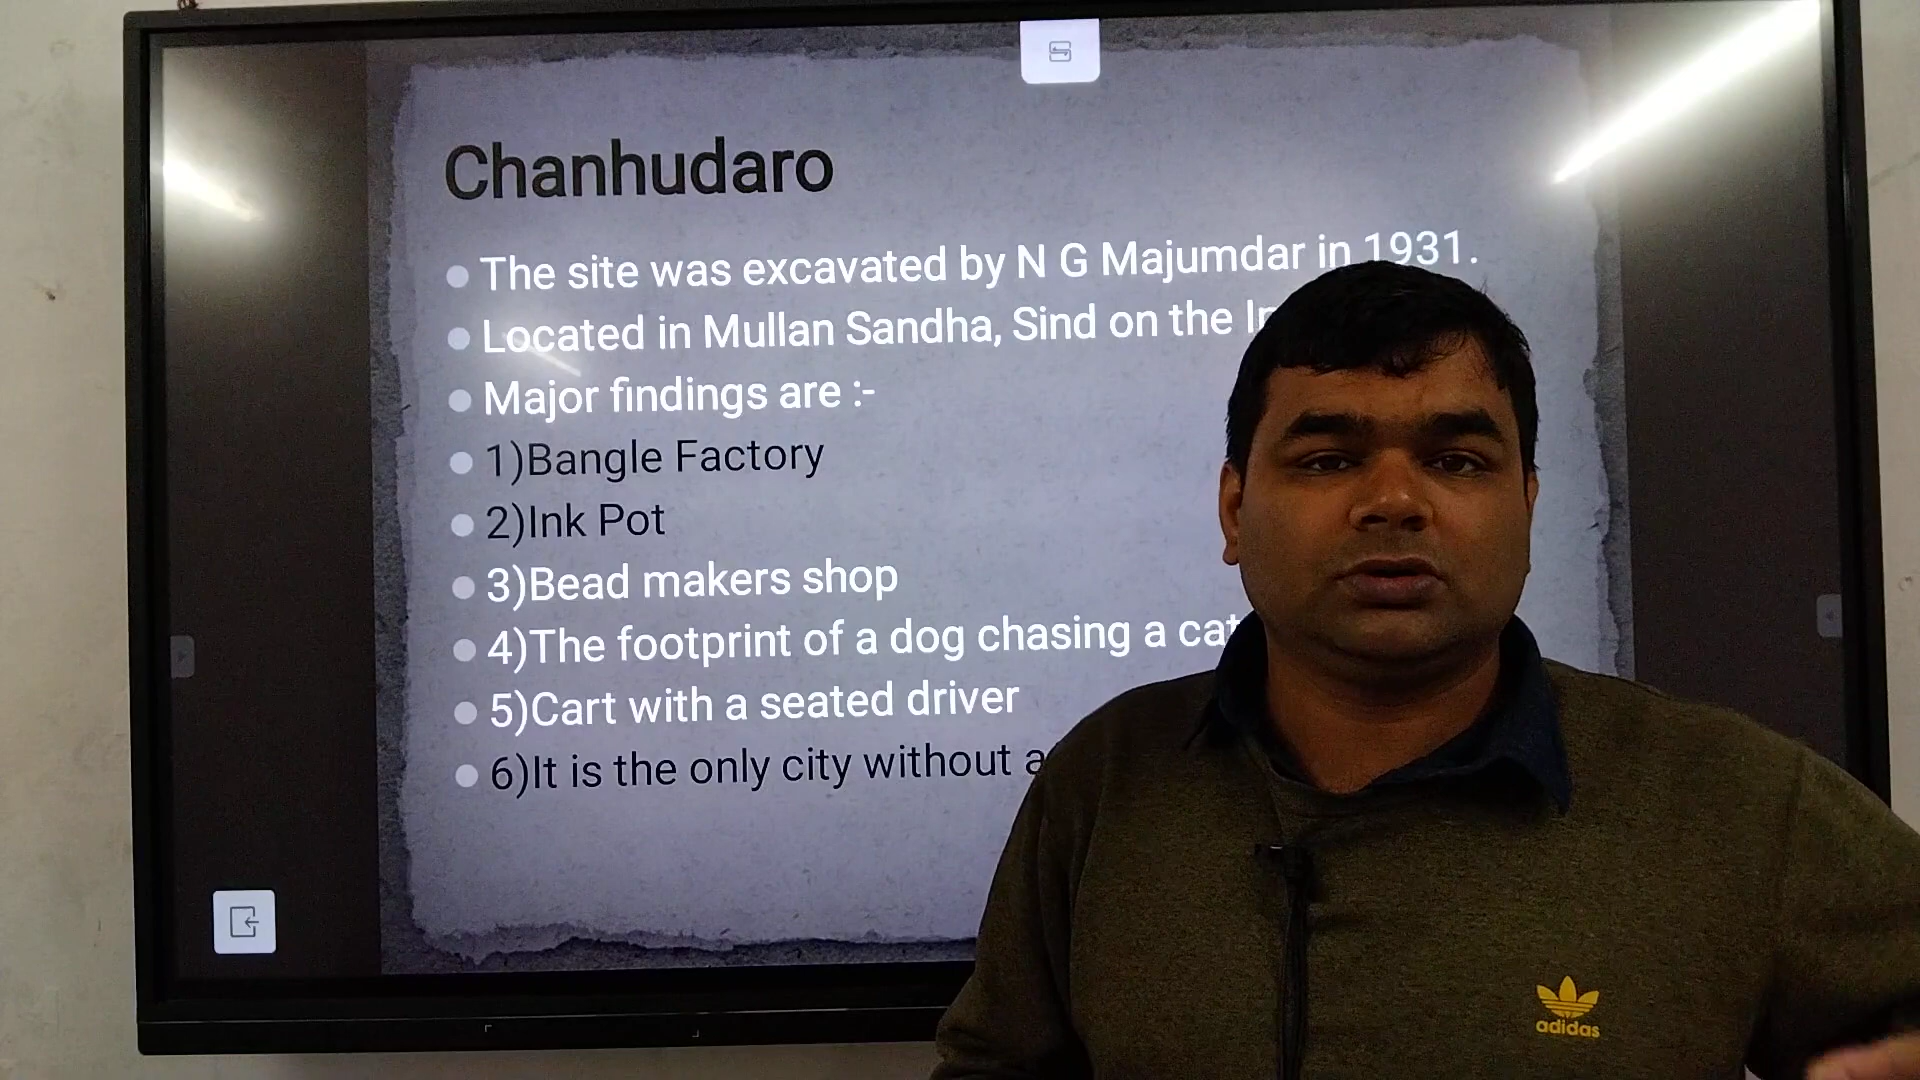 Chanhudaro
The site was excavated by N G Majumdar in 1931.
Located in Mullan Sandha, Sind on the
Major findings are :-
1)Bangle Factory
2)Ink Pot
3)Bead makers shop
4)The footprint of a dog chasing a cat
5)Cart with a seated driver
6)It is the only city without
adidas